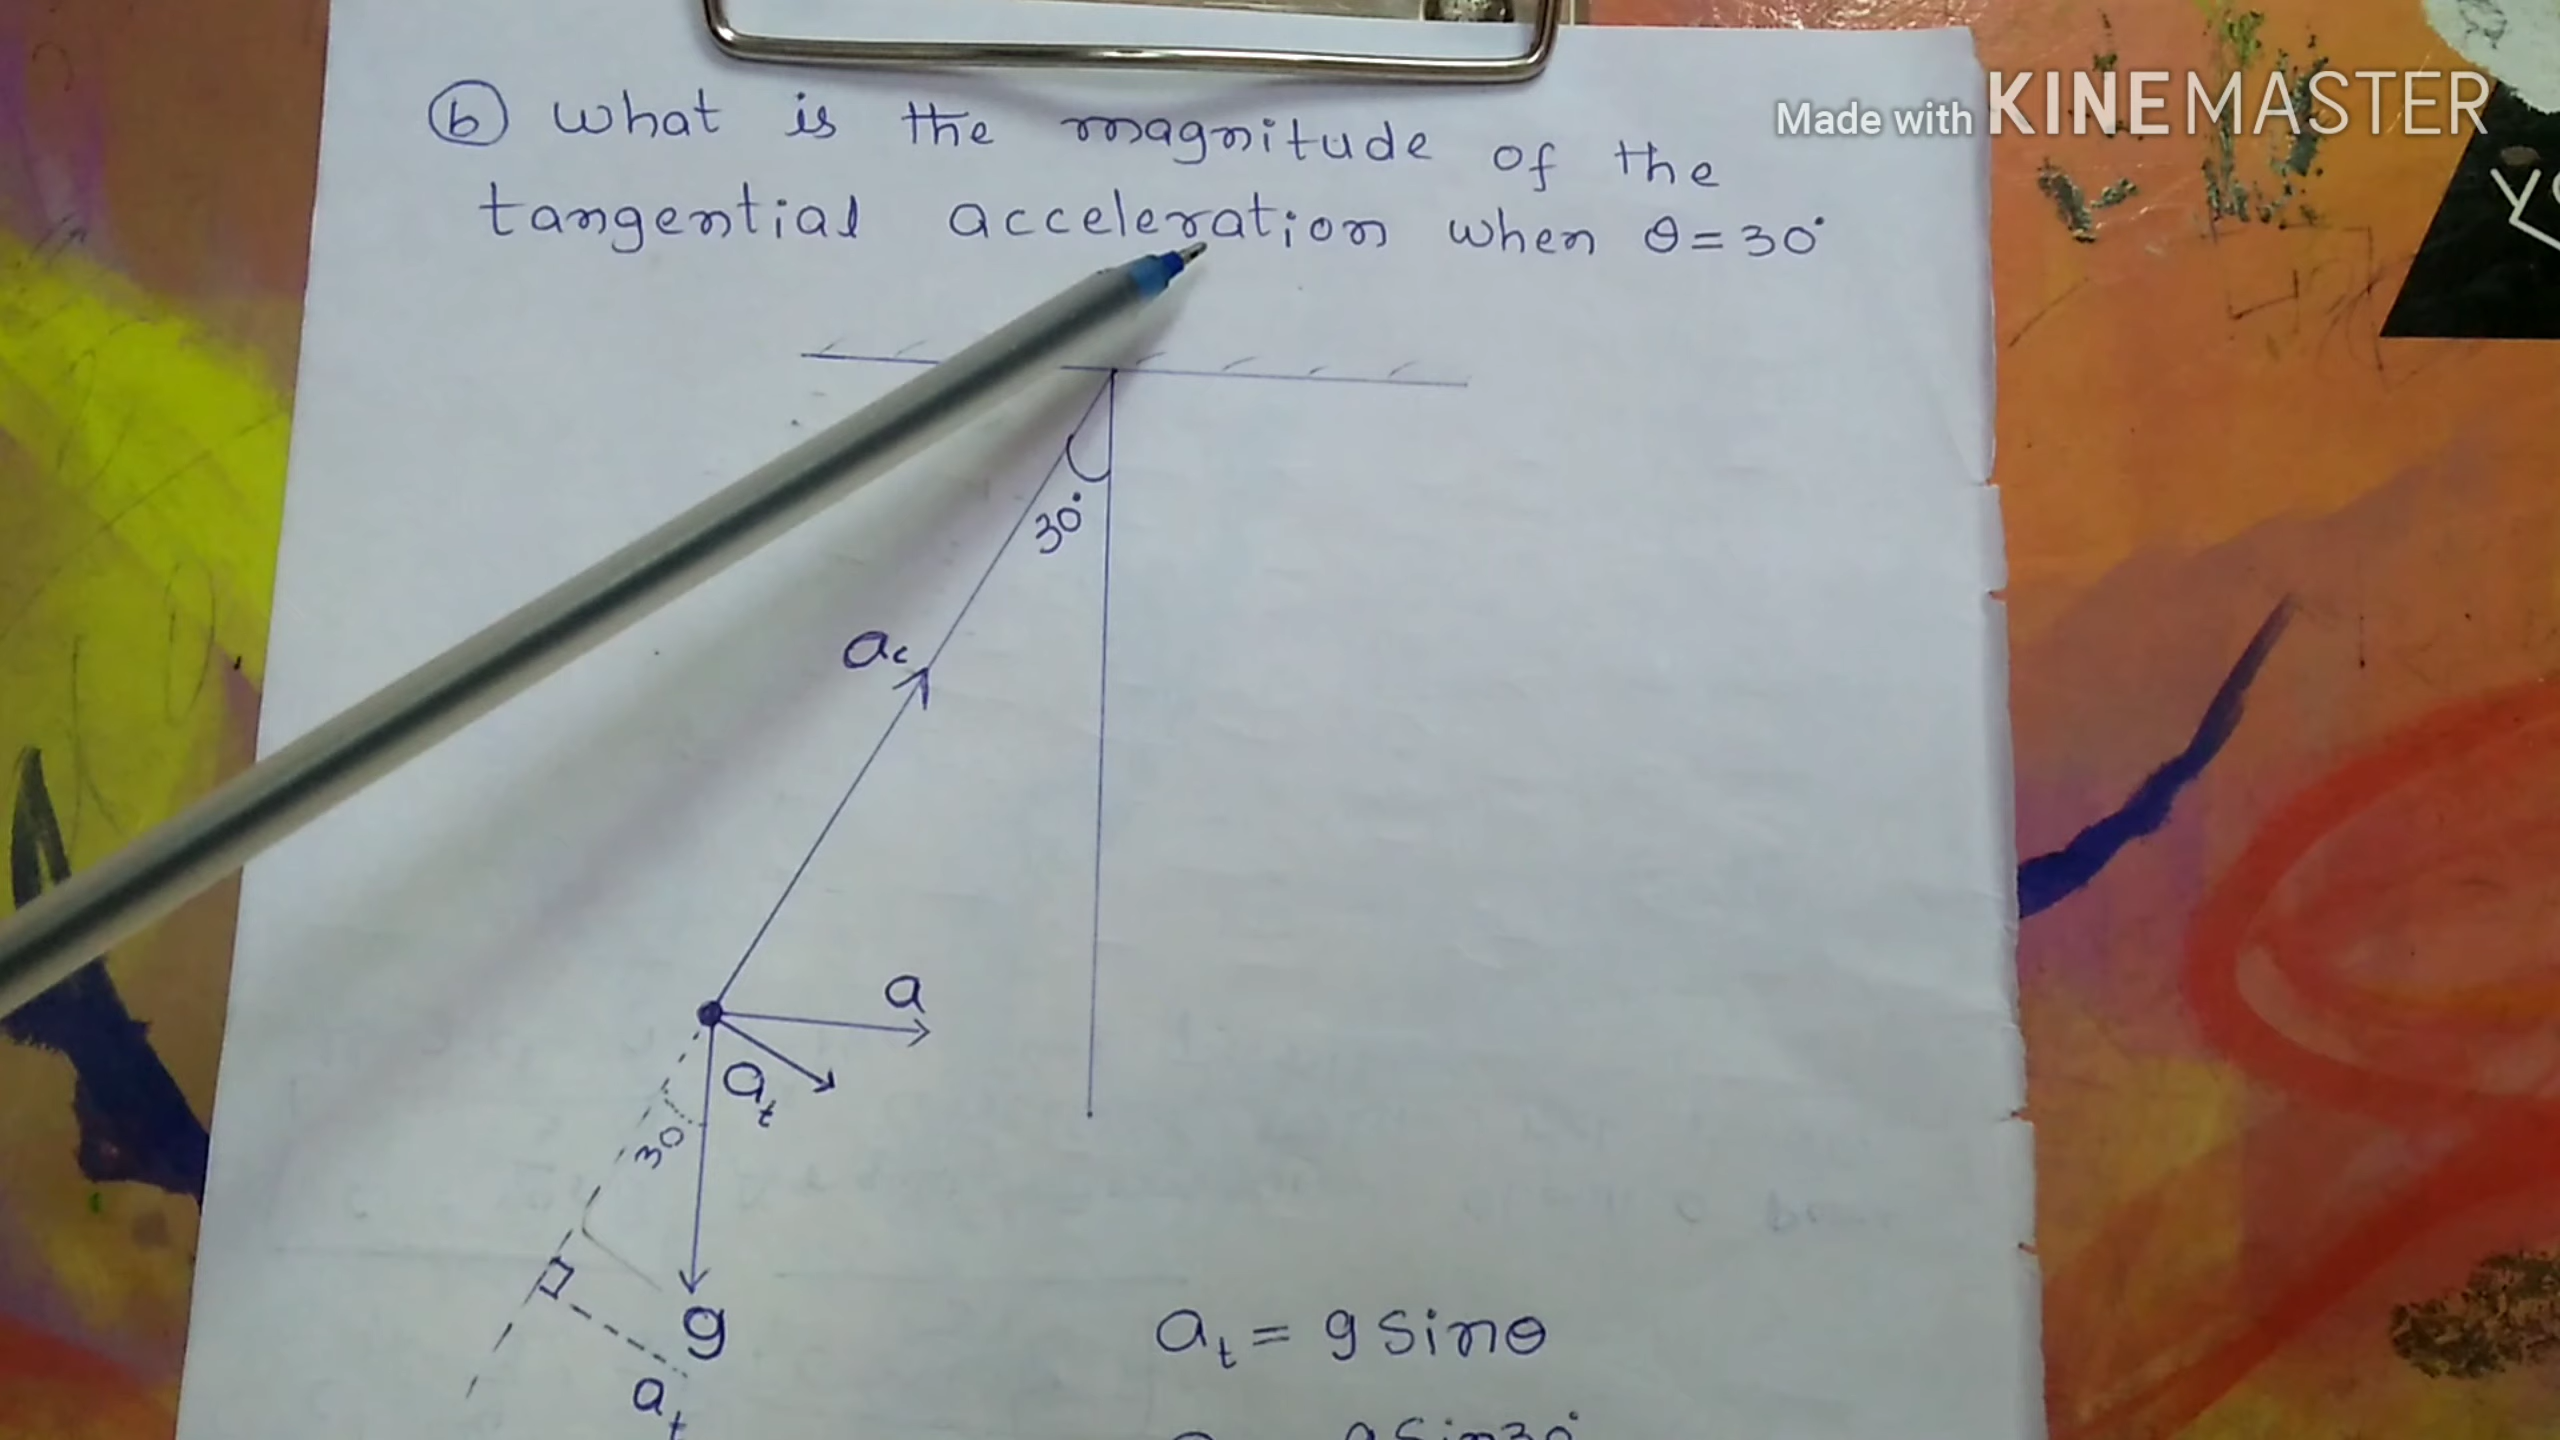 Made with KINEMASTER
ⓑ What is the magnitude of the
tangential acceleration when θ=30°
30°
ac
a
at
30
g
at
at = g sinθ
g sin30°